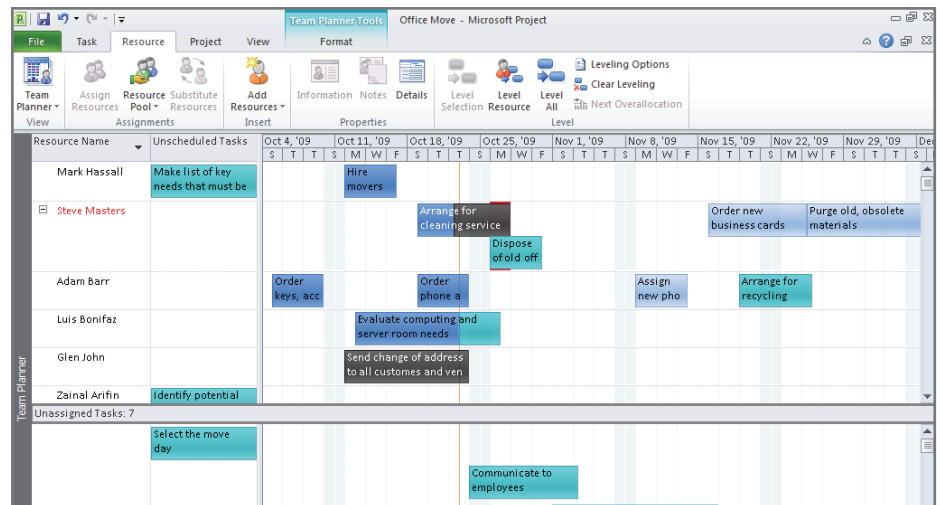 Team Planner Tools Office Move - Microsoft Project
File Task Resource Project View Format
Team Planner
Assign Resources
Resource Pool
Substitute Resources
Add Resources
Information
Notes
Details
Level Selection
Level Resource
Level All
Leveling Options
Clear Leveling
Next Overallocation
View Assignments Insert Properties Level
Resource Name Unscheduled Tasks Oct 4, '09 Oct 11, '09 Oct 18, '09 Oct 25, '09 Nov 1, '09 Nov 8, '09 Nov 15, '09 Nov 22, '09 Nov 29, '09 Dec
S T T S M W F S T T S M W F S T T S M W F S T T S M W F S T T S
Mark Hassall
Make list of key
needs that must be
Hire
movers
Steve Masters
Arrange for
cleaning service
Dispose
of old off
Order new
business cards
Purge old, obsolete
materials
Adam Barr
Order
keys, acc
Order
phone a
Assign
new pho
Arrange for
recycling
Luis Bonifaz
Evaluate computing and
server room needs
Glen John
Send change of address
to all customes and ven
Zainal Arifin
Identify potential
Team Planner
Unassigned Tasks: 7
Select the move
day
Communicate to
employees